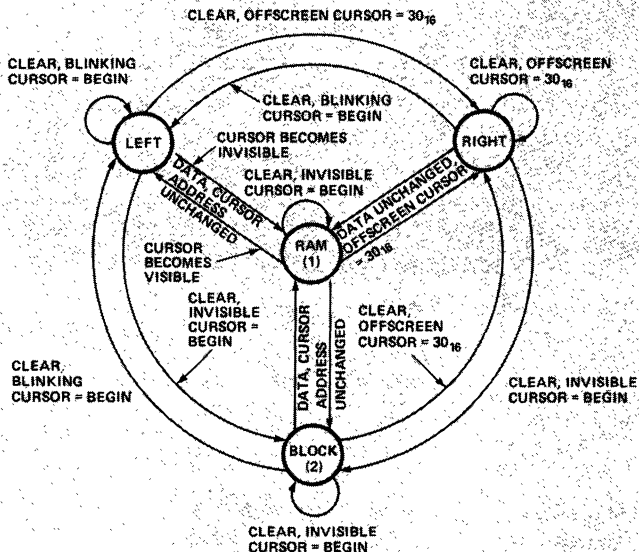 CLEAR, OFFSCREEN CURSOR = 30₁₆
CLEAR, BLINKING
CURSOR = BEGIN
CLEAR, OFFSCREEN
CURSOR = 30₁₆
CLEAR, BLINKING
CURSOR = BEGIN
LEFT
RIGHT
CURSOR BECOMES
INVISIBLE
DATA, CURSOR
ADDRESS
UNCHANGED
CLEAR, INVISIBLE
CURSOR = BEGIN
DATA UNCHANGED,
OFFSCREEN CURSOR
= 30₁₆
RAM
(1)
CURSOR
BECOMES
VISIBLE
CLEAR,
INVISIBLE
CURSOR =
BEGIN
CLEAR,
OFFSCREEN
CURSOR = 30₁₆
DATA, CURSOR
ADDRESS
UNCHANGED
CLEAR,
BLINKING
CURSOR = BEGIN
CLEAR, INVISIBLE
CURSOR = BEGIN
BLOCK
(2)
CLEAR, INVISIBLE
CURSOR = BEGIN